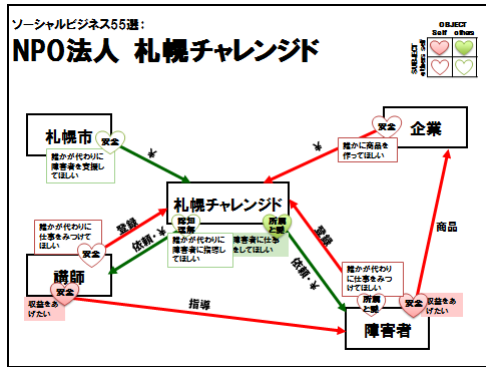 ソーシャルビジネス55選：
NPO法人 札幌チャレンジド
OBJECT
Self others
SUBJECT
others self
札幌市
安全
誰かが代わりに
障害者を支援し
てほしい
¥
企業
安全
誰かに商品を
作ってほしい
¥
札幌チャレンジド
認知
理解
誰かが代わりに
障害者に指導し
てほしい
所属
と愛
障害者に仕事
をしてほしい
登録
依頼・¥
誰かが代わりに
仕事をみつけて
ほしい
安全
講師
安全
収益をあ
げたい
指導
登録
依頼・¥
誰かが代わり
に仕事をみつ
けてほしい
所属
と愛
安全
収益をあ
げたい
障害者
商品